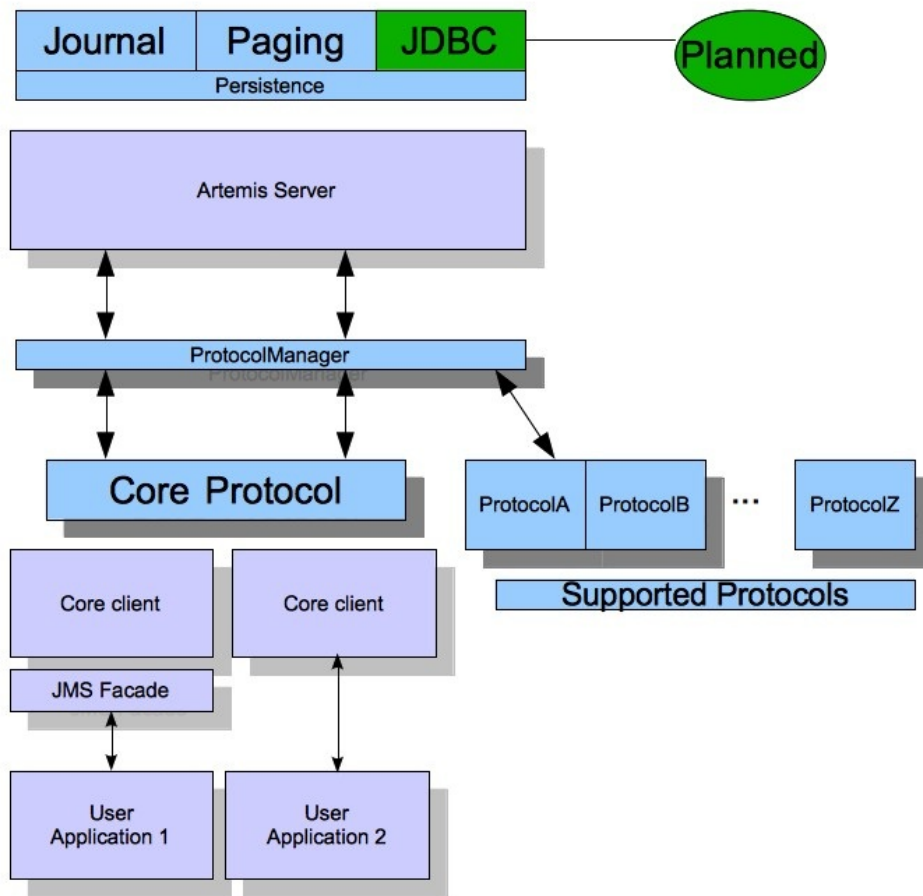 Journal Paging JDBC Planned
Persistence
Artemis Server
ProtocolManager
ProtocolManager
Core Protocol
ProtocolA ProtocolB ... ProtocolZ
Supported Protocols
Core client Core client
JMS Facade
User
Application 1
User
Application 2